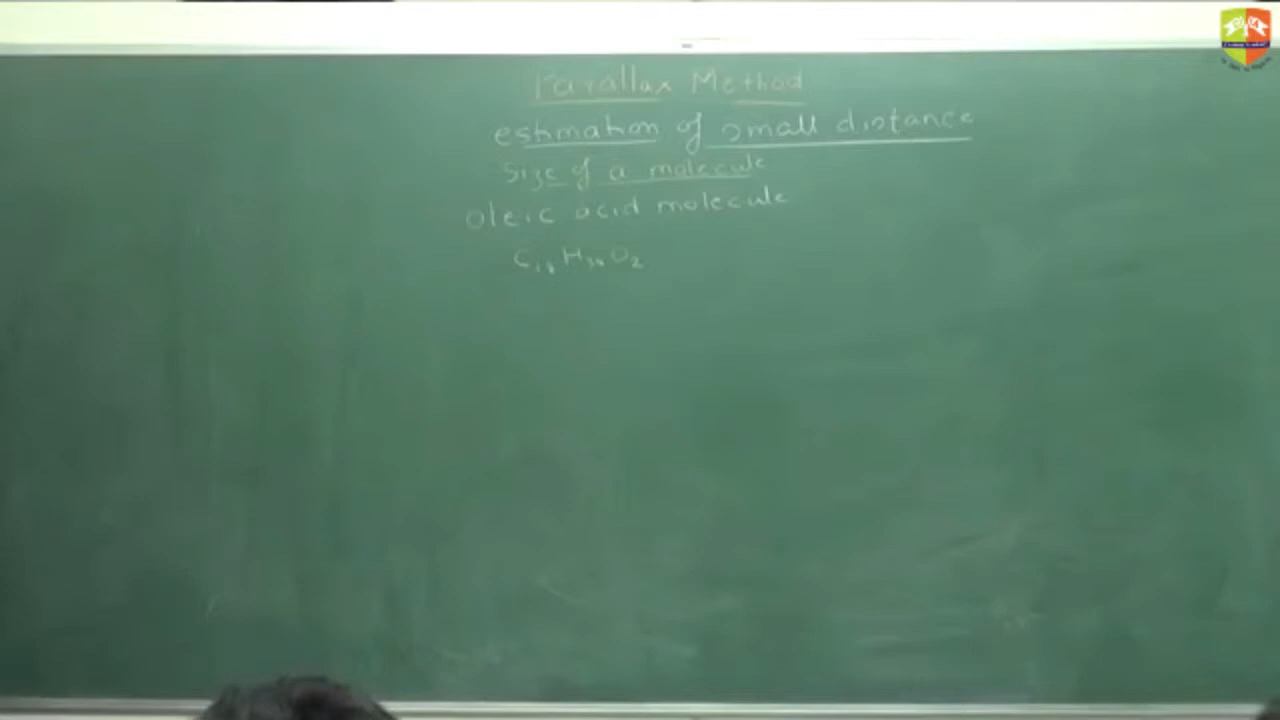 Parallax Method
estimation of small distance
Size of a molecule
oleic acid molecule
C₁₈H₃₄O₂